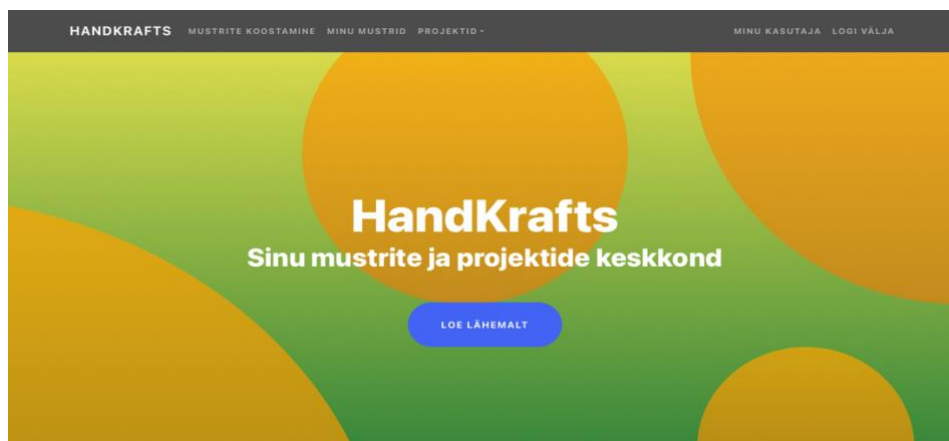 HANDKRAFTS MUSTRITE KOOSTAMINE MINU MUSTRID PROJEKTID MINU KASUTAJA LOGI VÄLJA
HandKrafts
Sinu mustrite ja projektide keskkond
LOE LÄHEMALT